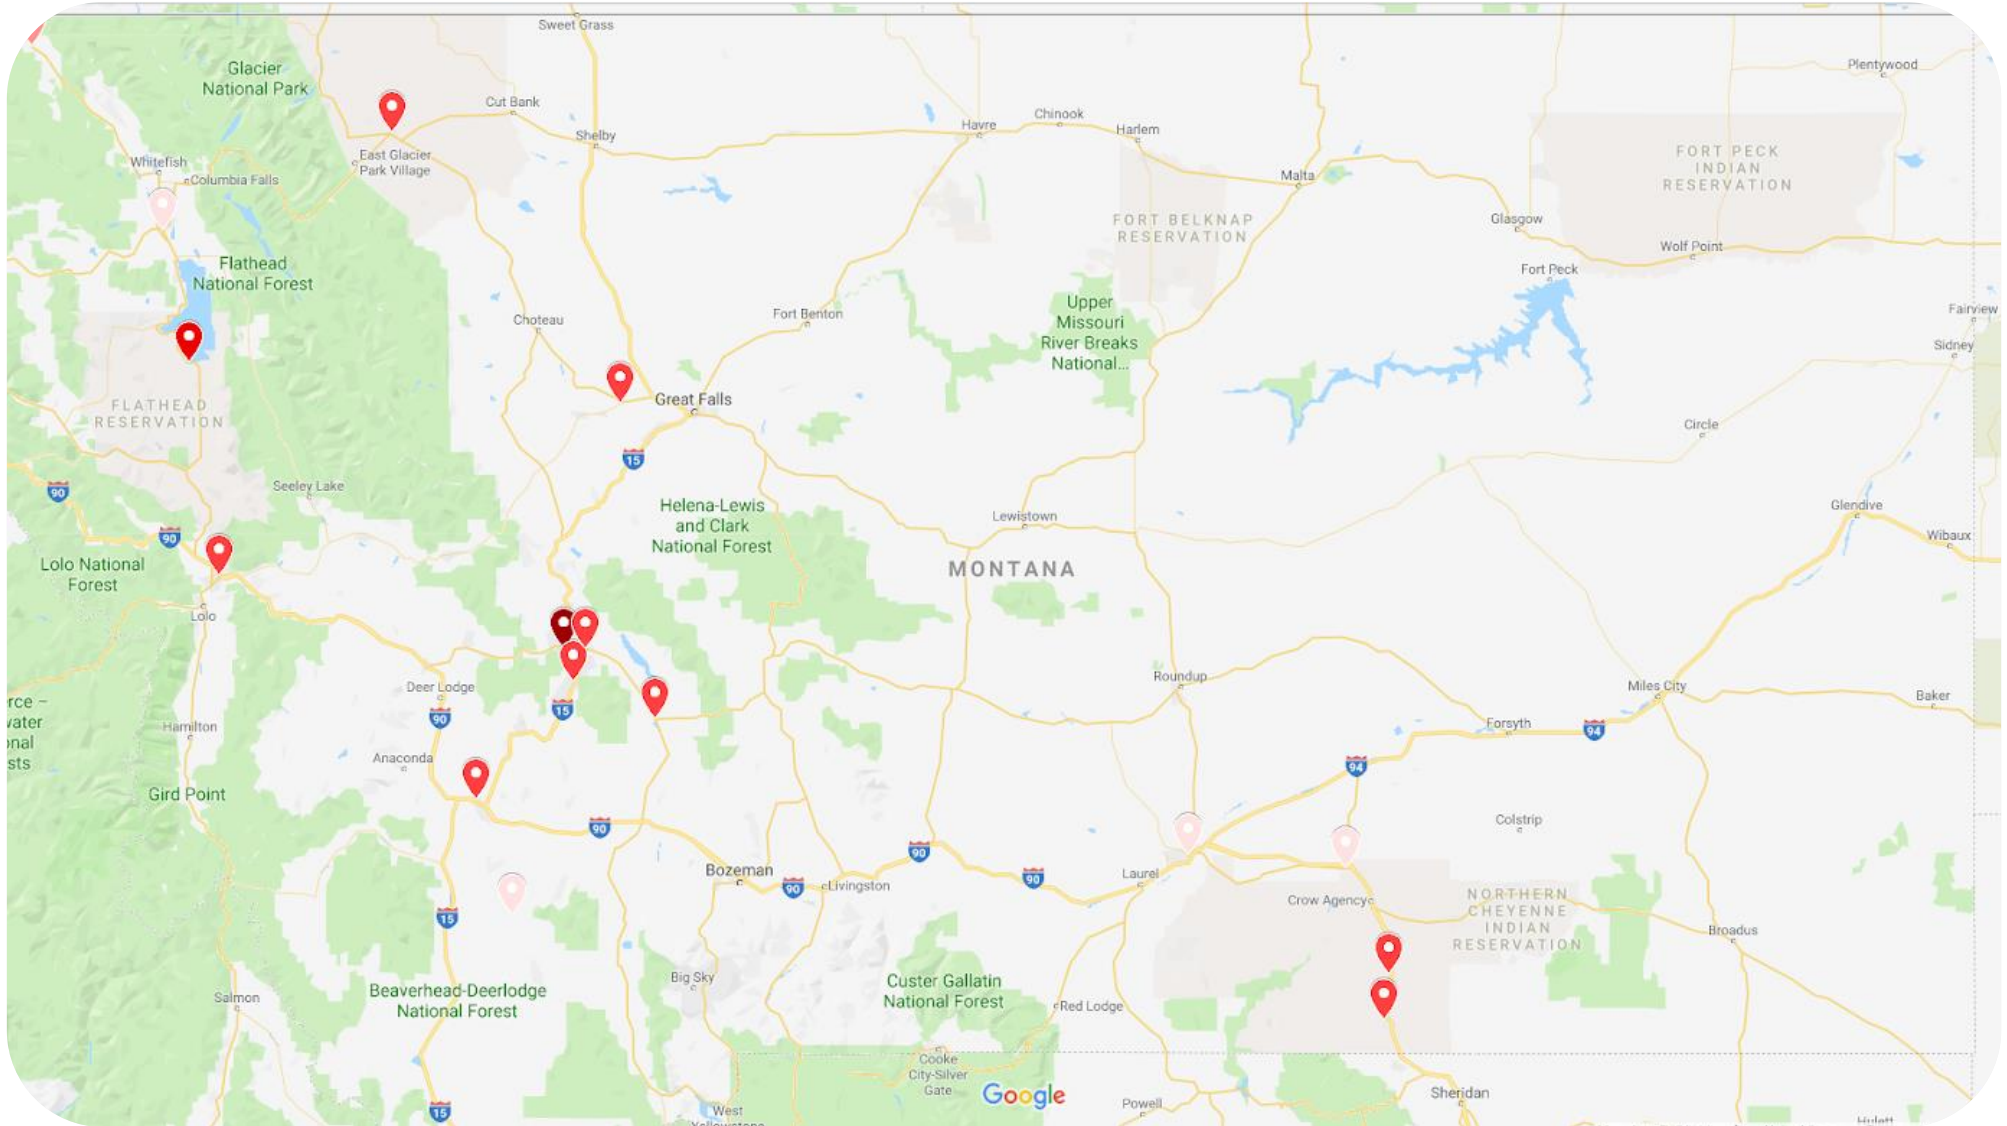 Sweet Grass
Plentywood
Glacier
National Park
Cut Bank
Chinook
Havre
Harlem
Shelby
East Glacier
Park Village
Whitefish
Columbia Falls
FORT PECK
INDIAN
RESERVATION
Malta
FORT BELKNAP
RESERVATION
Glasgow
Wolf Point
Flathead
National Forest
Fort Peck
Choteau
Fort Benton
Upper
Missouri
River Breaks
National...
Fairview
Sidney
Great Falls
FLATHEAD
RESERVATION
Circle
15
90
Seeley Lake
Helena-Lewis
and Clark
National Forest
Lewistown
Glendive
Wibaux
90
Lolo National
Forest
MONTANA
Lolo
Roundup
Miles City
Baker
Deer Lodge
15
90
Forsyth
94
rce –
water
onal
sts
Hamilton
Anaconda
94
Gird Point
90
Colstrip
Bozeman
90
90
Livingston
90
Laurel
Crow Agency
NORTHERN
CHEYENNE
INDIAN
RESERVATION
15
Broadus
Big Sky
Custer Gallatin
National Forest
Beaverhead-Deerlodge
National Forest
Salmon
Red Lodge
Cooke
City-Silver
Gate
Google
Powell
Sheridan
15
West
Yellowstone
Hulett